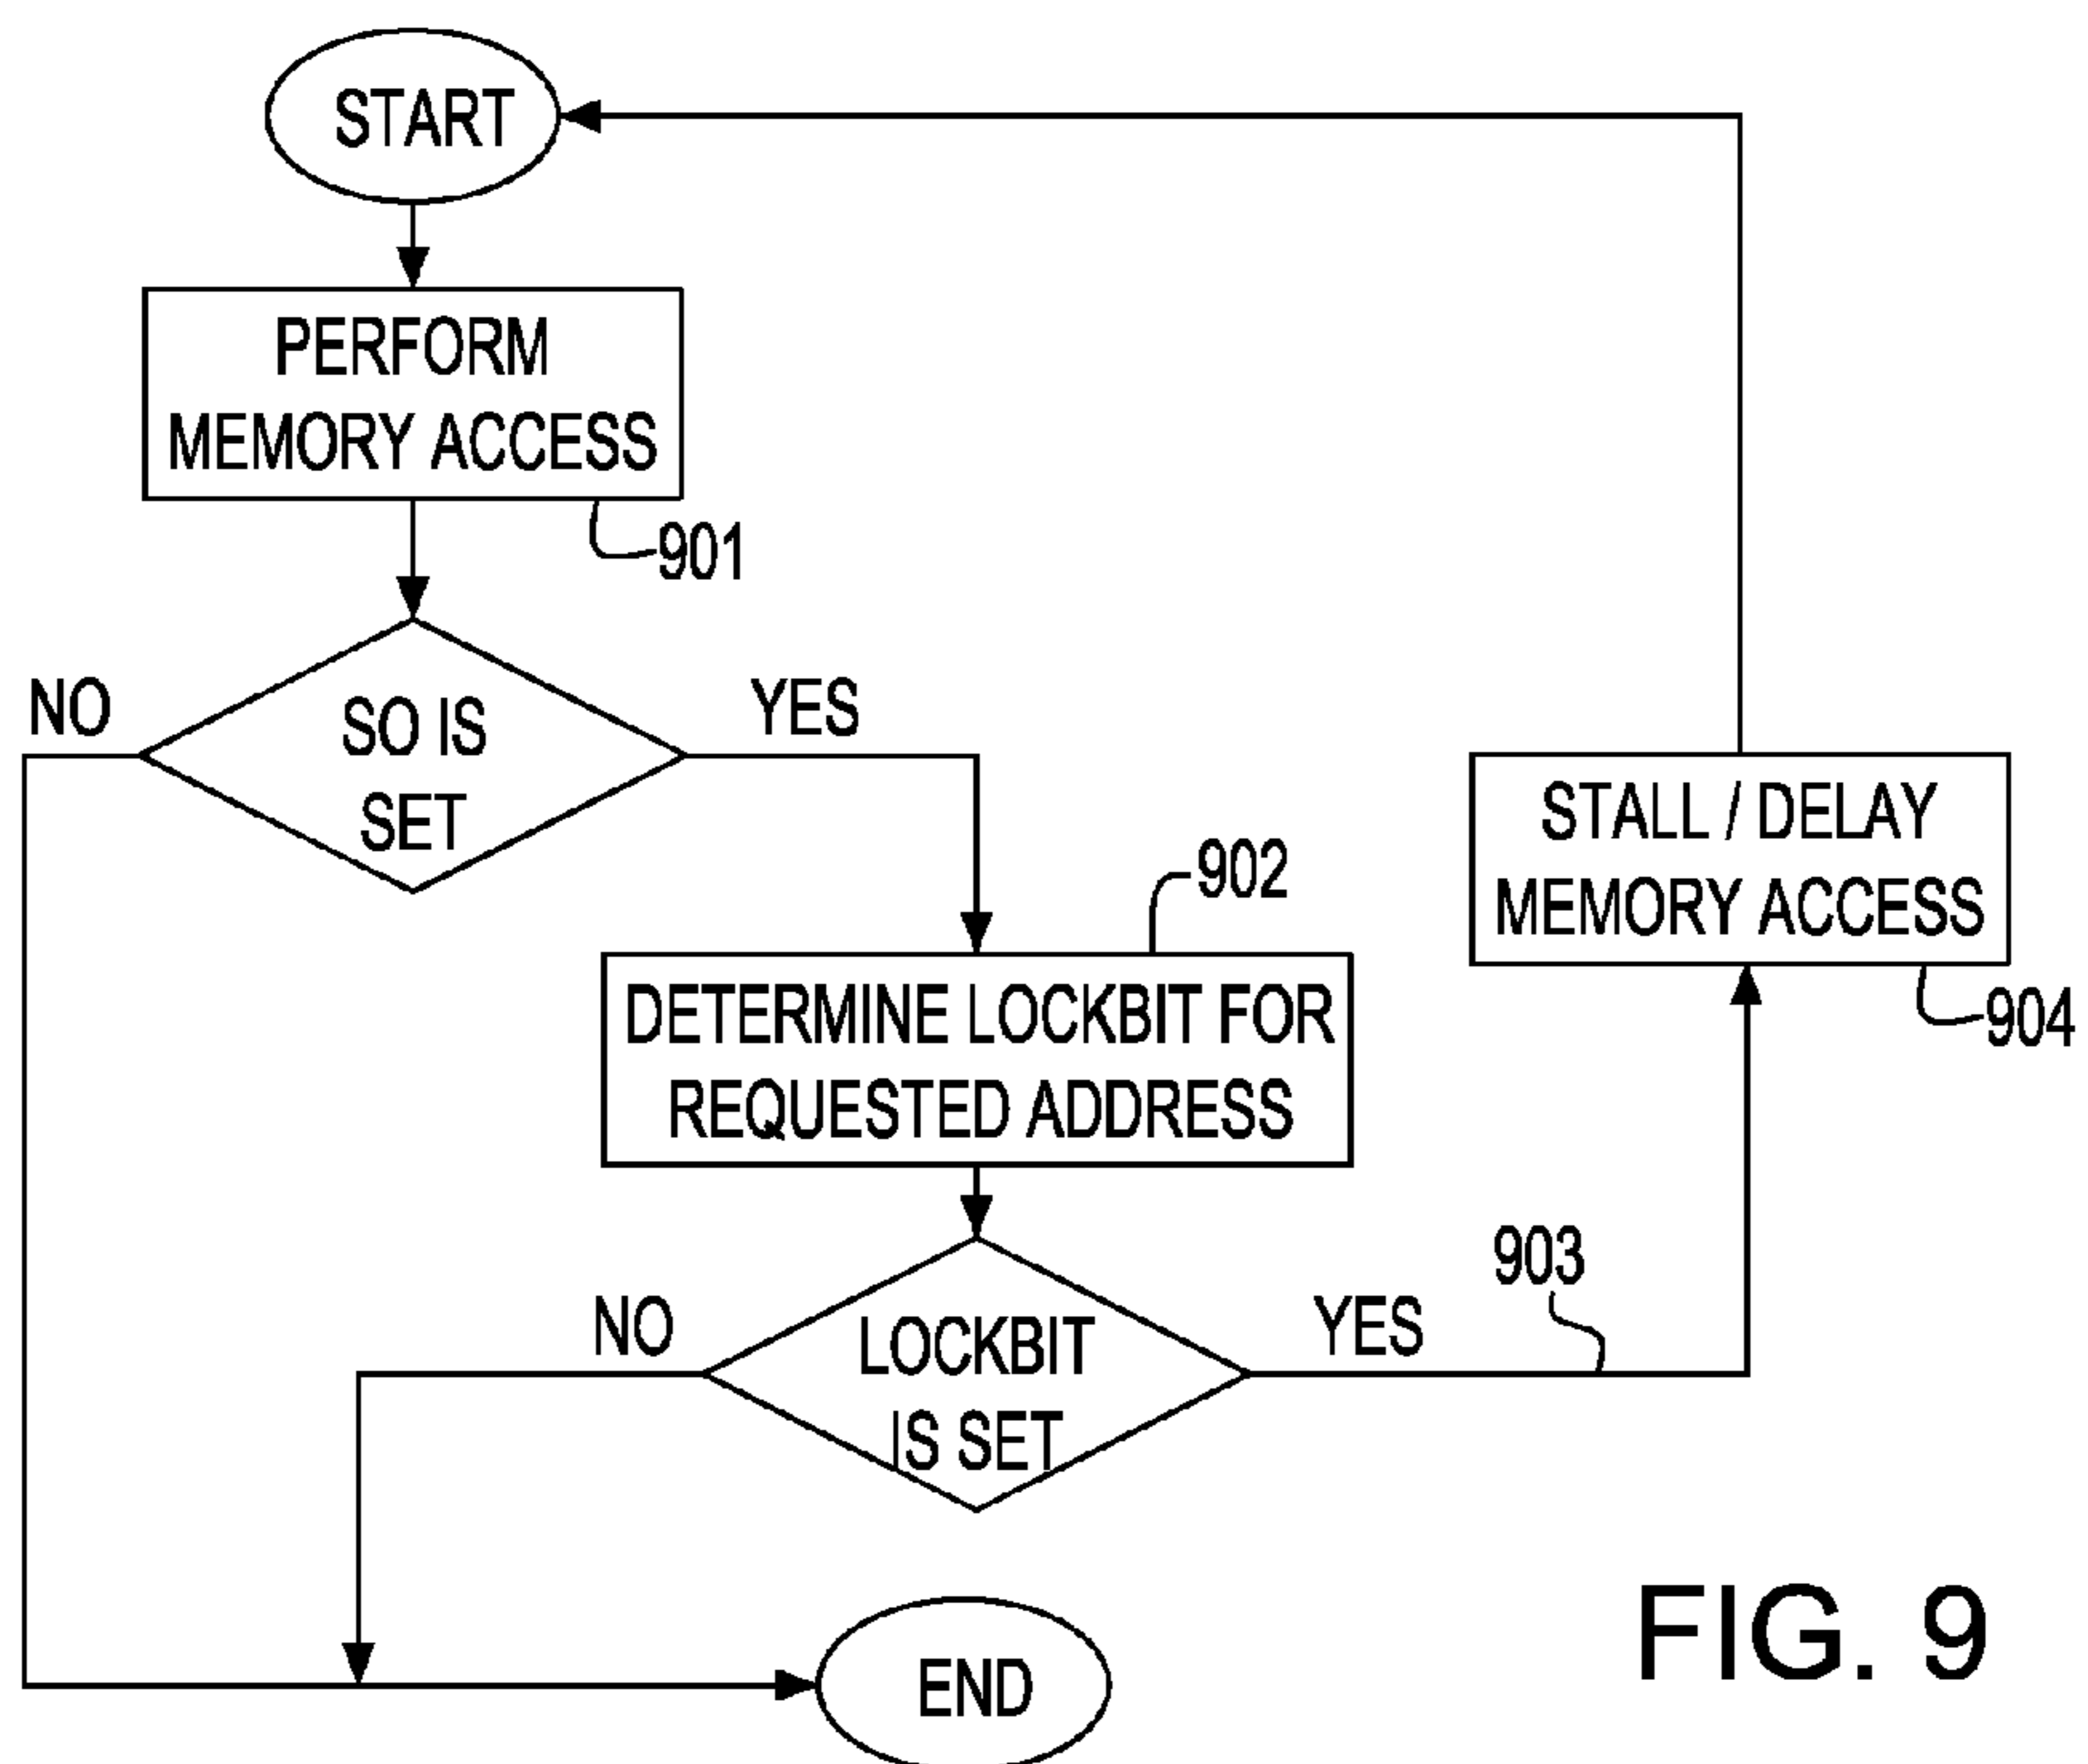 START
PERFORM
MEMORY ACCESS
901
NO
SO IS
SET
YES
902
DETERMINE LOCKBIT FOR
REQUESTED ADDRESS
STALL / DELAY
MEMORY ACCESS
904
903
NO
LOCKBIT
IS SET
YES
END
FIG. 9